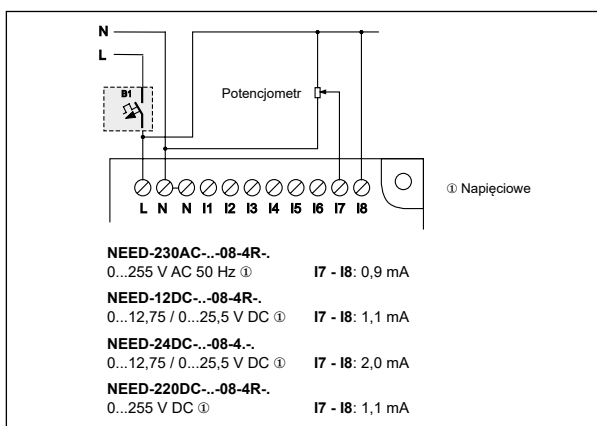 N
L
B1
Potencjometr
① Napięciowe
L N N I1 I2 I3 I4 I5 I6 I7 I8
NEED-230AC-..-08-4R-.
0...255 V AC 50 Hz ① I7 - I8: 0,9 mA
NEED-12DC-..-08-4R-.
0...12,75 / 0...25,5 V DC ① I7 - I8: 1,1 mA
NEED-24DC-..-08-4.-.
0...12,75 / 0...25,5 V DC ① I7 - I8: 2,0 mA
NEED-220DC-..-08-4R-.
0...255 V DC ① I7 - I8: 1,1 mA